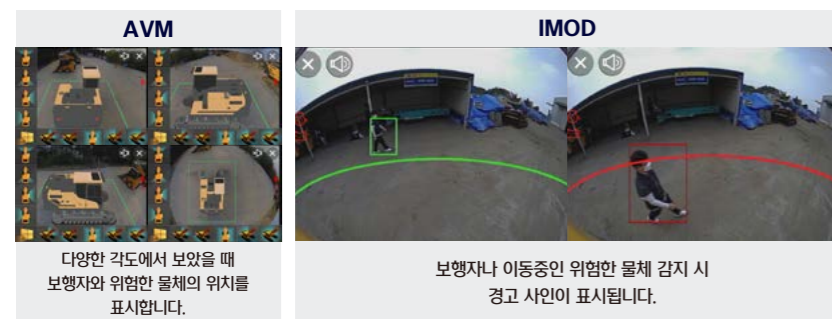 AVM
다양한 각도에서 보았을 때
보행자와 위험한 물체의 위치를
표시합니다.
IMOD
보행자나 이동중인 위험한 물체 감지 시
경고 사인이 표시됩니다.